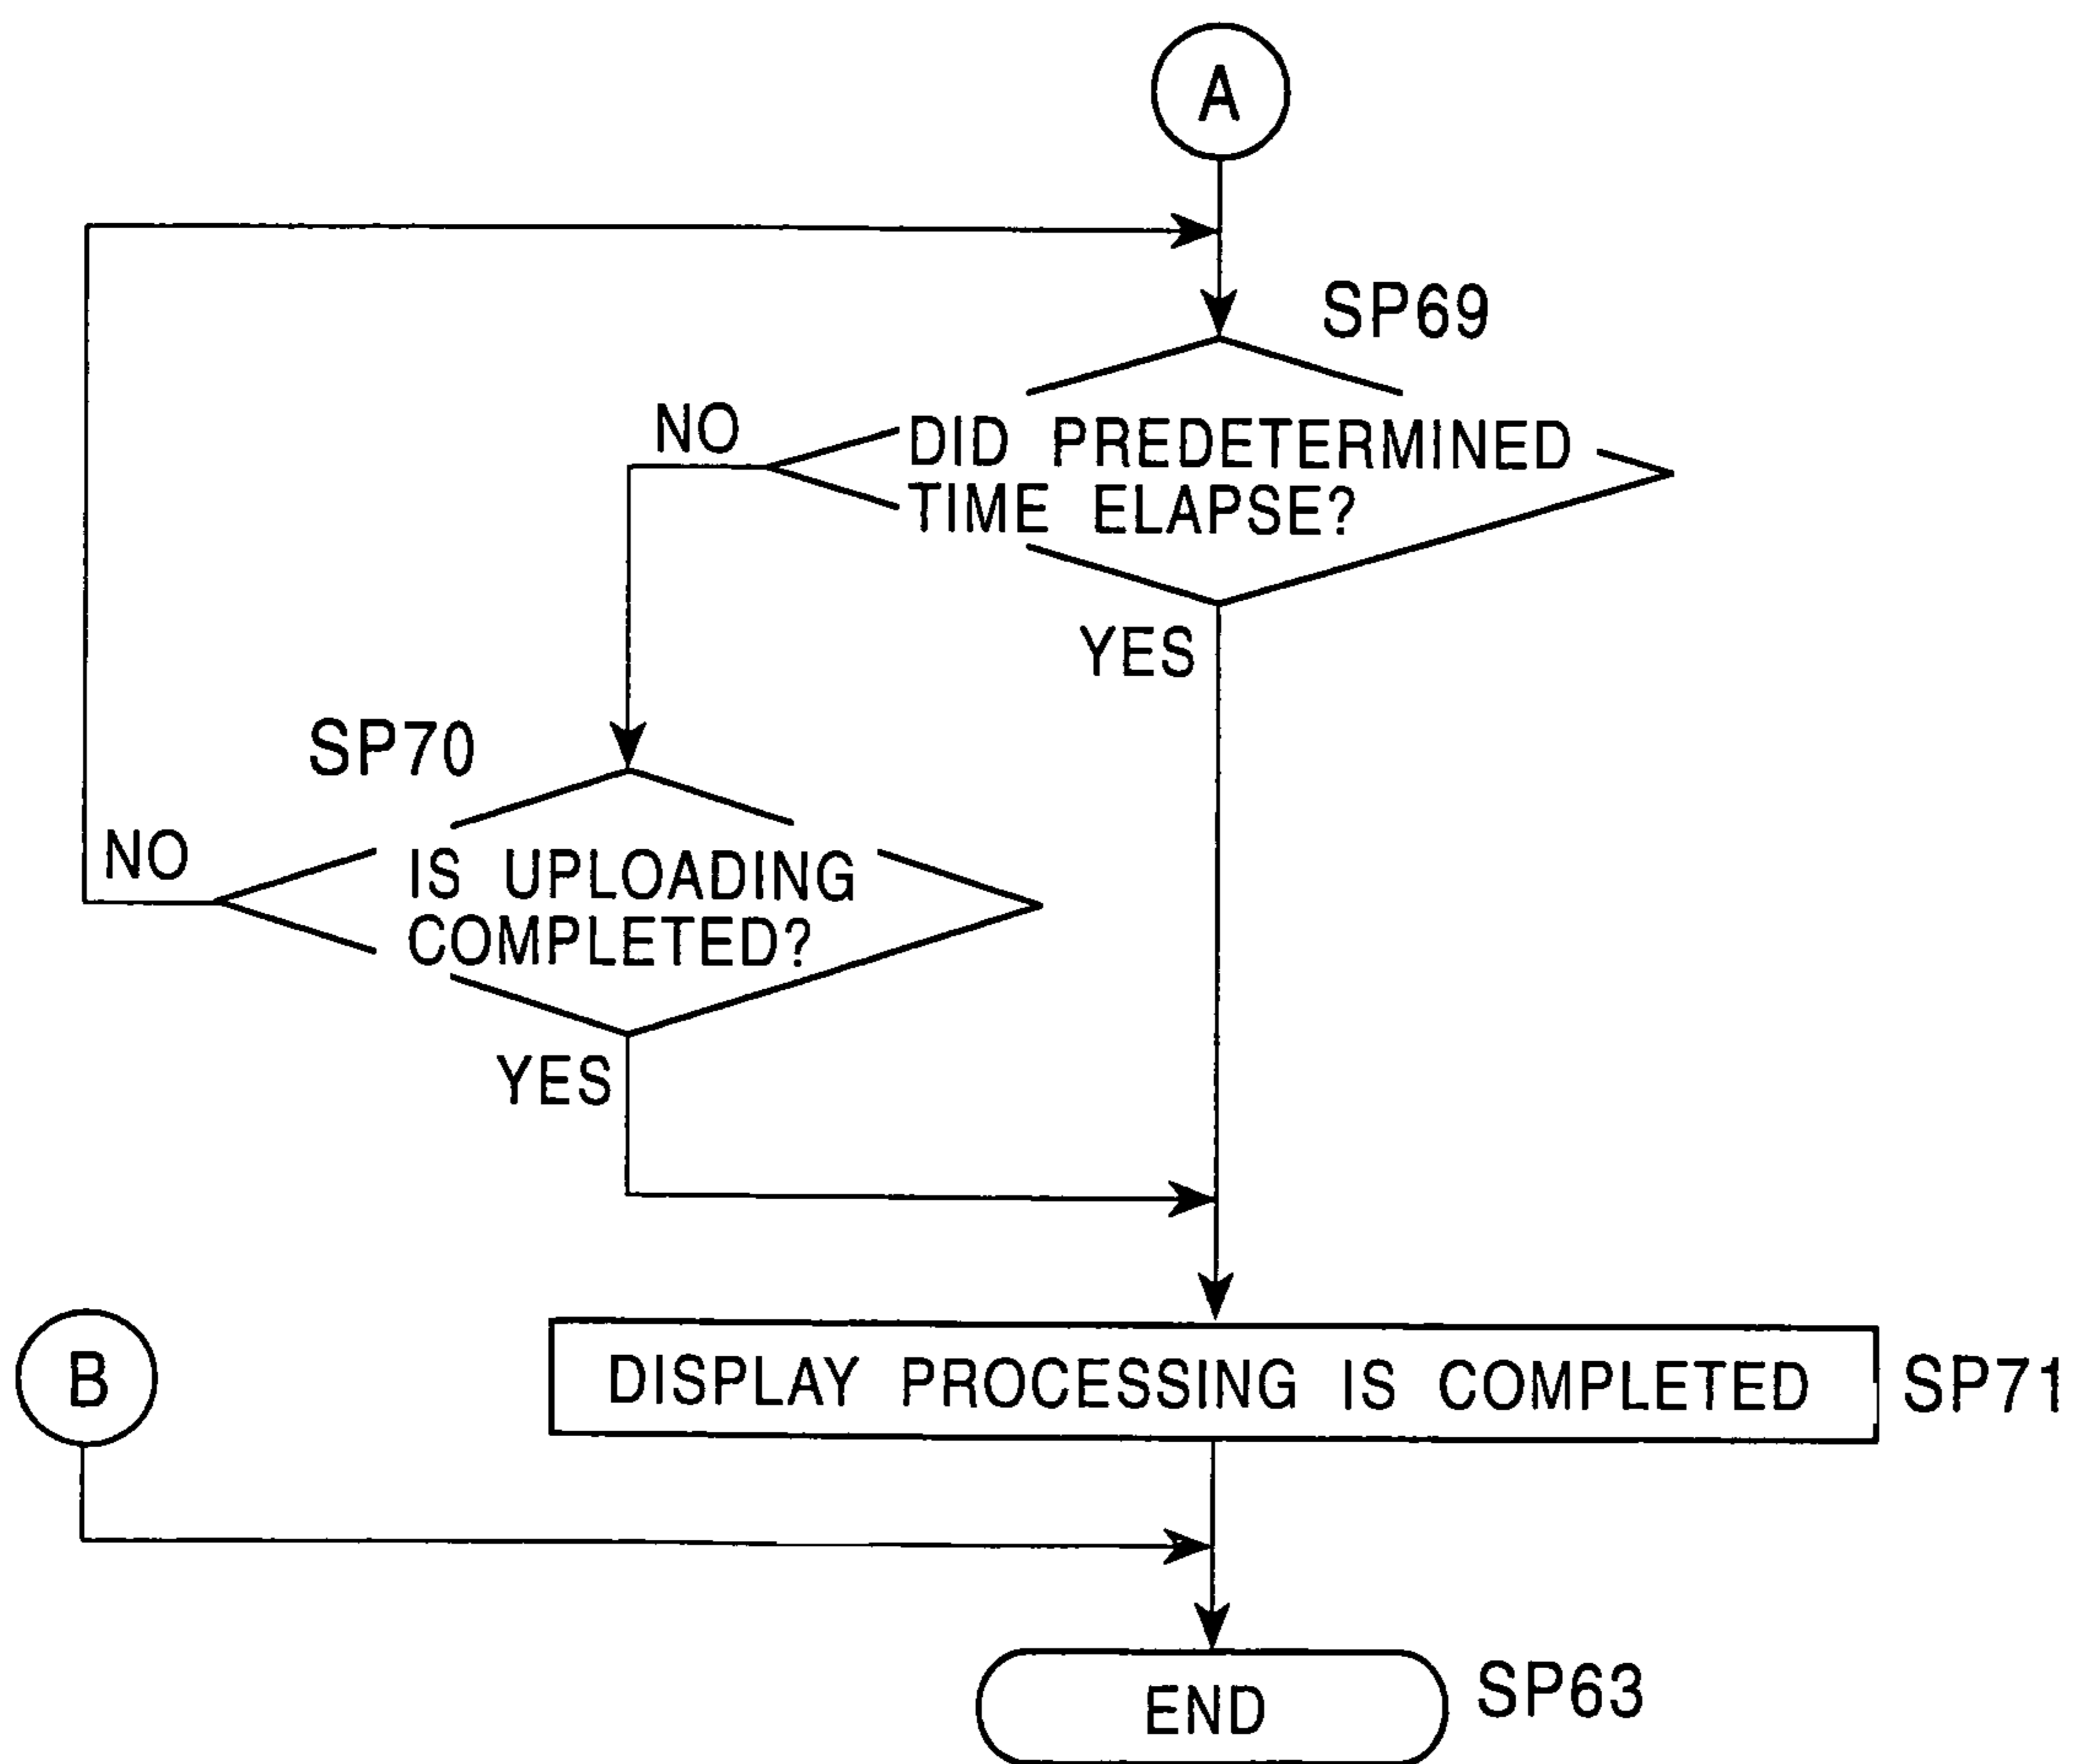 A
SP69
NO
DID PREDETERMINED
TIME ELAPSE?
YES
SP70
NO
IS UPLOADING
COMPLETED?
YES
B
DISPLAY PROCESSING IS COMPLETED
SP71
END
SP63